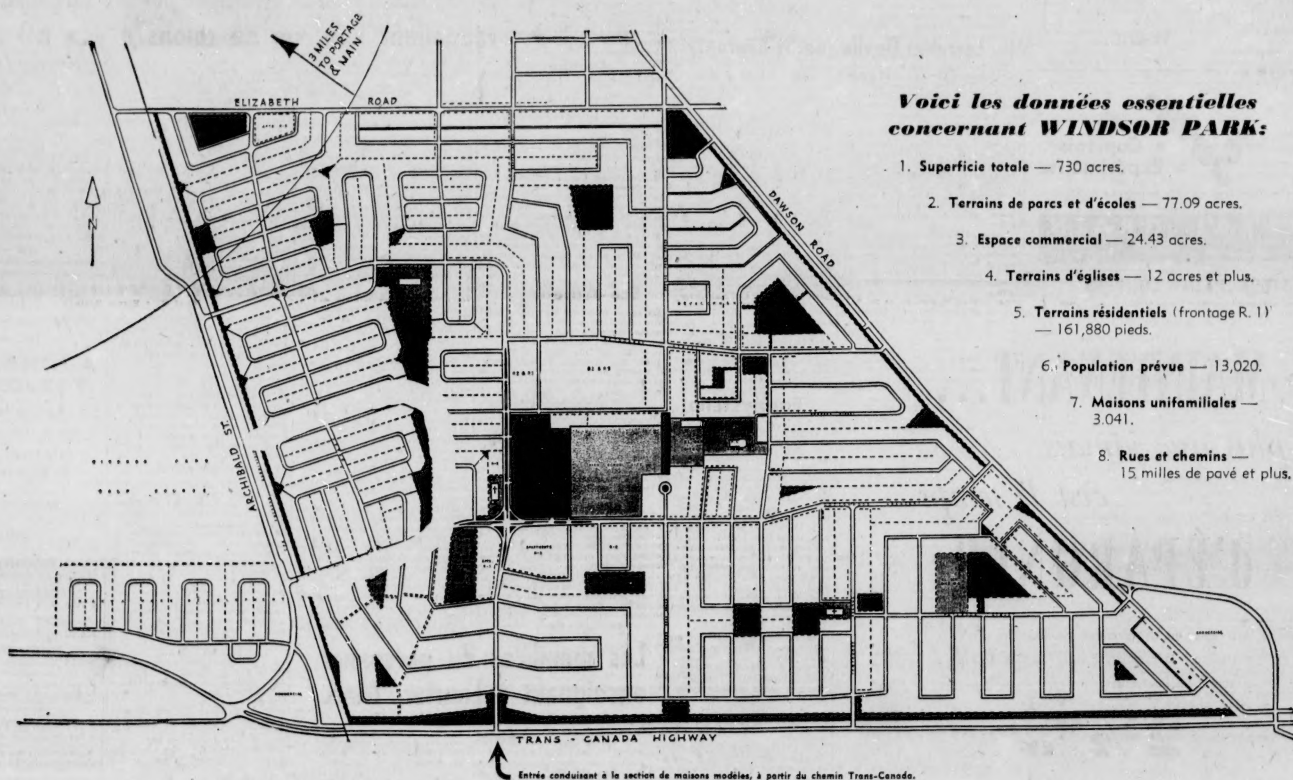 3 MILES
TO PORTAGE
& MAIN
ELIZABETH ROAD
N
DAWSON ROAD
ARCHIBALD ST.
Voici les données essentielles
concernant WINDSOR PARK:
1. Superficie totale — 730 acres.
2. Terrains de parcs et d'écoles — 77.09 acres.
3. Espace commercial — 24.43 acres.
4. Terrains d'églises — 12 acres et plus.
5. Terrains résidentiels (frontage R. 1)
— 161,880 pieds.
6. Population prévue — 13,020.
7. Maisons unifamiliales —
3.041.
8. Rues et chemins —
15 milles de pavé et plus.
COMMERCIAL
TRANS - CANADA HIGHWAY
Entrée conduisant à la section de maisons modèles, à partir du chemin Trans-Canada.